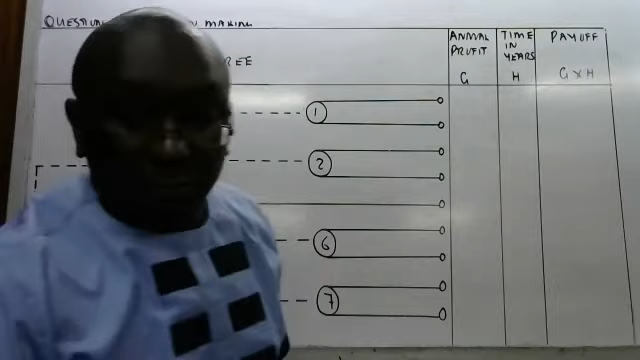 QUESTION MAKING
ANNUAL PROFIT
TIME IN YEARS
PAYOFF
REE
G
H
G X H
1
2
6
7